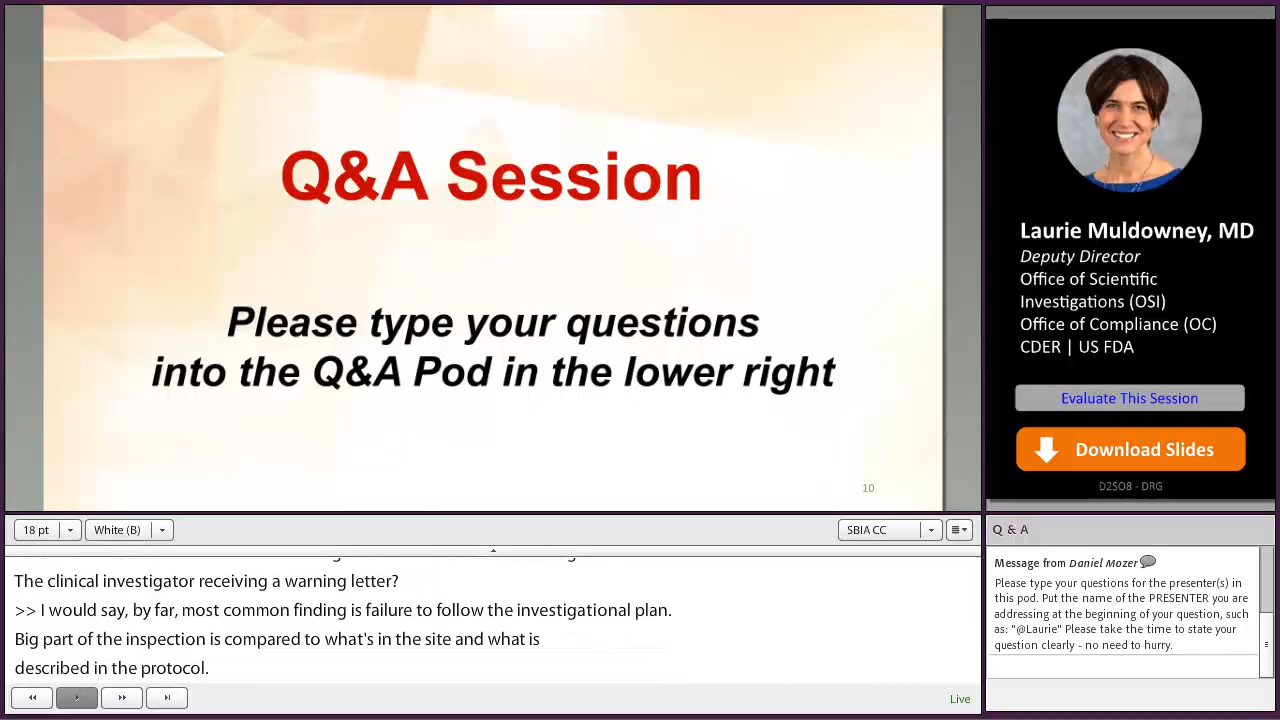 Q&A Session
Please type your questions
into the Q&A Pod in the lower right
10
Laurie Muldowney, MD
Deputy Director
Office of Scientific
Investigations (OSI)
Office of Compliance (OC)
CDER | US FDA
Evaluate This Session
Download Slides
D2SO8 - DRG
18 pt
White (B)
SBIA CC
The clinical investigator receiving a warning letter?
>> I would say, by far, most common finding is failure to follow the investigational plan.
Big part of the inspection is compared to what's in the site and what is
described in the protocol.
Live
Q & A
Message from Daniel Mozer
Please type your questions for the presenter(s) in
this pod. Put the name of the PRESENTER you are
addressing at the beginning of your question, such
as: "@Laurie" Please take the time to state your
question clearly - no need to hurry.